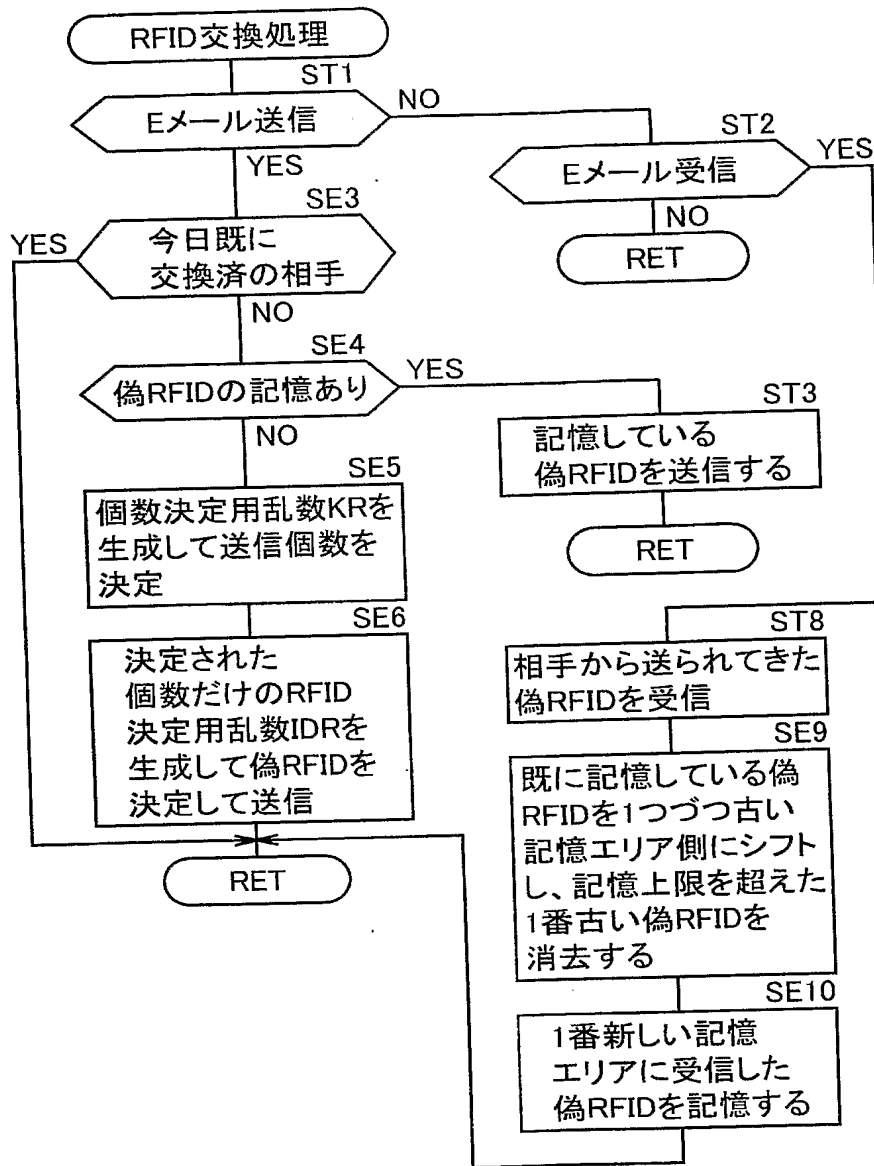 RFID交換処理
ST1
Eメール送信
NO
YES
ST2
Eメール受信
YES
NO
RET
SE3
今日既に
交換済の相手
YES
NO
SE4
偽RFIDの記憶あり
YES
NO
ST3
記憶している
偽RFIDを送信する
RET
SE5
個数決定用乱数KRを
生成して送信個数を
決定
SE6
決定された
個数だけのRFID
決定用乱数IDRを
生成して偽RFIDを
決定して送信
RET
ST8
相手から送られてきた
偽RFIDを受信
SE9
既に記憶している偽
RFIDを1つづつ古い
記憶エリア側にシフト
し、記憶上限を超えた
1番古い偽RFIDを
消去する
SE10
1番新しい記憶
エリアに受信した
偽RFIDを記憶する